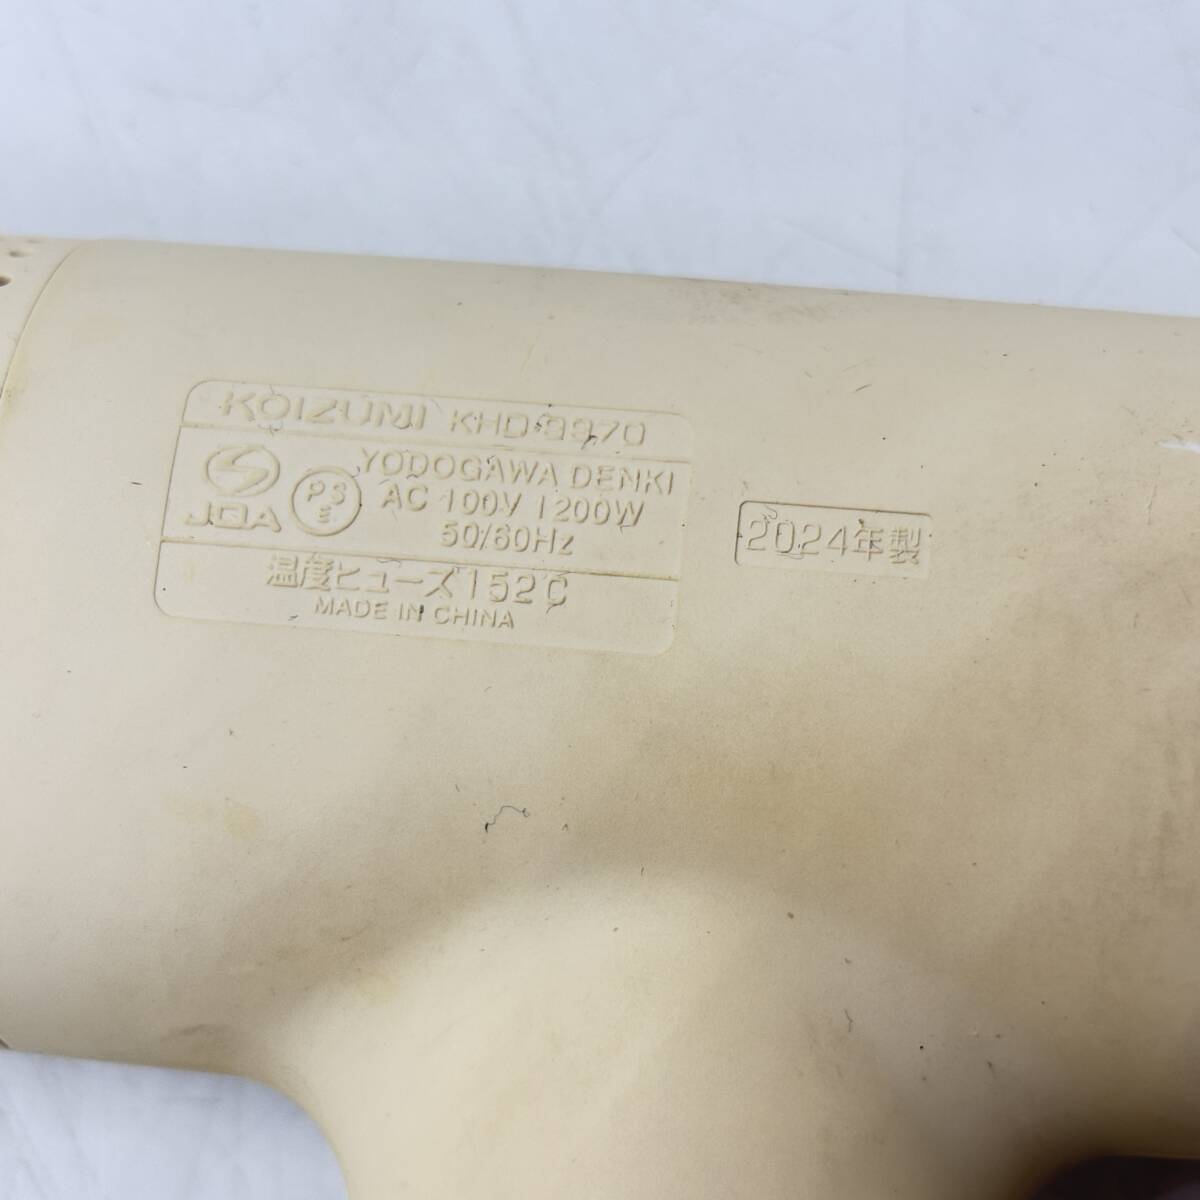 KOIZUMI KHD-9970
YODOGAWA DENKI
JQA
PS
E
AC 100V 1200W
50/60Hz
温度ヒューズ152℃
MADE IN CHINA
2024年製